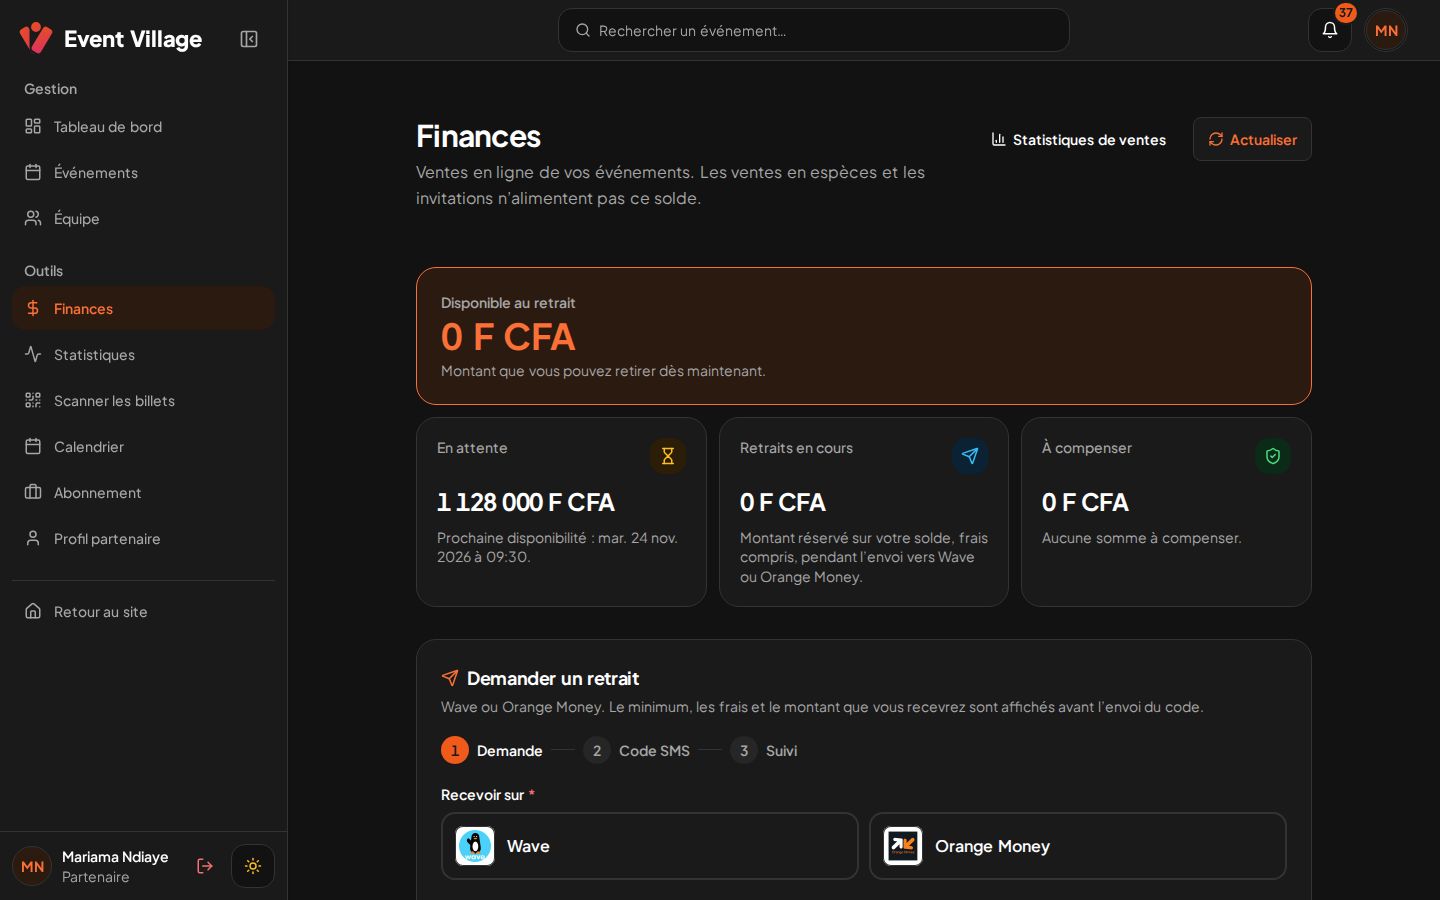 Event Village
Rechercher un événement...
37
MN
Gestion
Tableau de bord
Événements
Équipe
Outils
Finances
Statistiques
Scanner les billets
Calendrier
Abonnement
Profil partenaire
Retour au site
MN
Mariama Ndiaye
Partenaire
Finances
Ventes en ligne de vos événements. Les ventes en espèces et les
invitations n'alimentent pas ce solde.
Statistiques de ventes
Actualiser
Disponible au retrait
0 F CFA
Montant que vous pouvez retirer dès maintenant.
En attente
1 128 000 F CFA
Prochaine disponibilité : mar. 24 nov.
2026 à 09:30.
Retraits en cours
0 F CFA
Montant réservé sur votre solde, frais
compris, pendant l'envoi vers Wave
ou Orange Money.
À compenser
0 F CFA
Aucune somme à compenser.
Demander un retrait
Wave ou Orange Money. Le minimum, les frais et le montant que vous recevrez sont affichés avant l'envoi du code.
1 Demande
2 Code SMS
3 Suivi
Recevoir sur *
wave
Wave
Orange Money